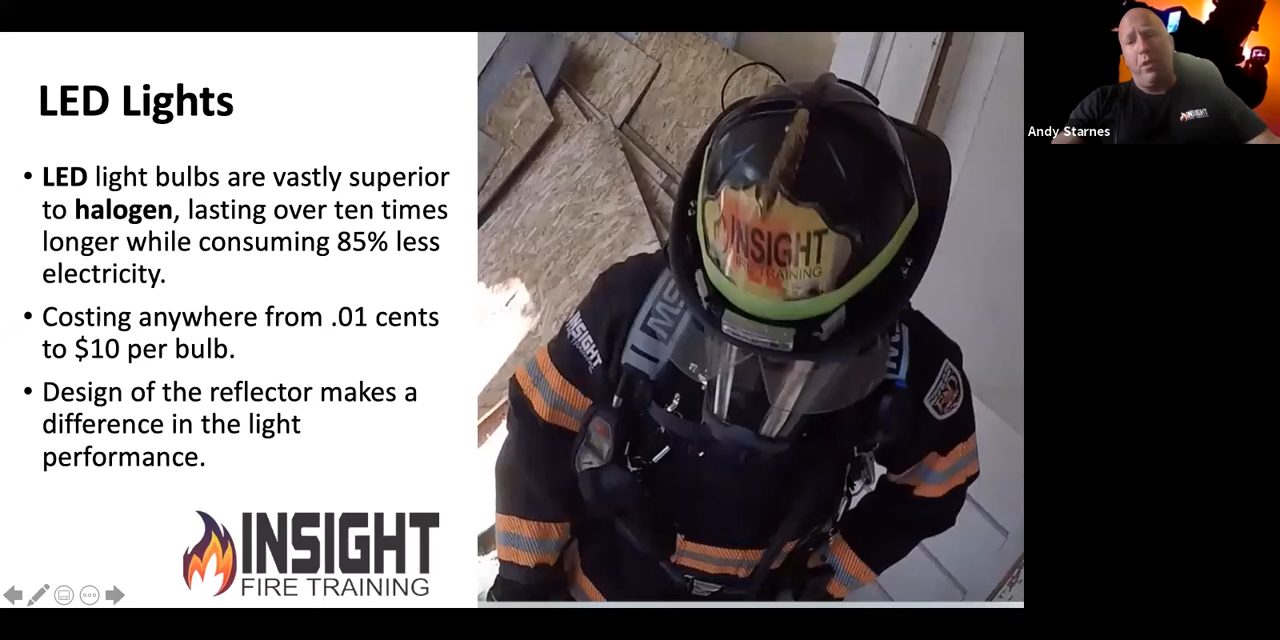 LED Lights
• LED light bulbs are vastly superior
to halogen, lasting over ten times
longer while consuming 85% less
electricity.
• Costing anywhere from .01 cents
to $10 per bulb.
• Design of the reflector makes a
difference in the light
performance.
INSIGHT
FIRE TRAINING
INSIGHT
FIRE TRAINING
MS
INSIGHT
Andy Starnes
INSIGHT